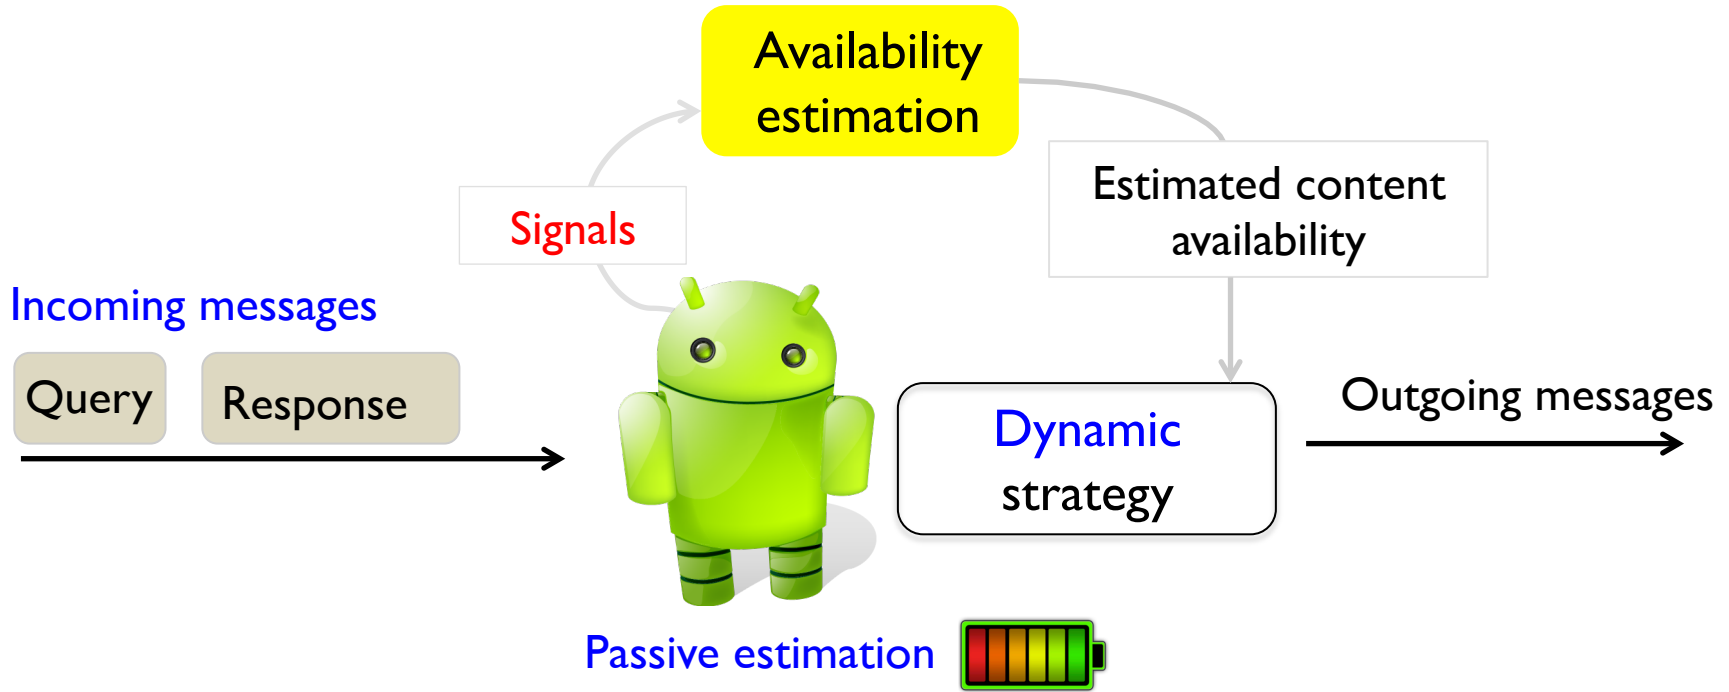 Availability
estimation
Signals
Estimated content
availability
Incoming messages
Query
Response
Dynamic
strategy
Outgoing messages
Passive estimation